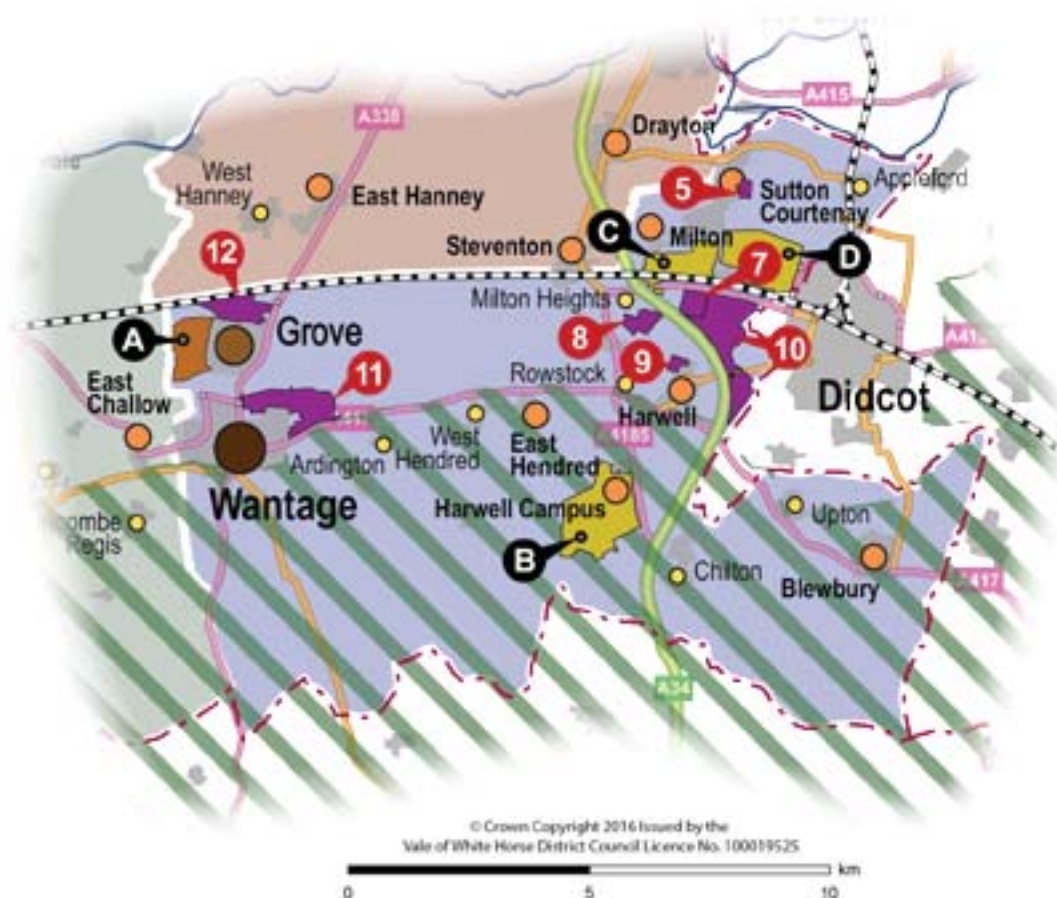 A415
A338
Drayton
West
Hanney
East Hanney
5
Sutton
Courtenay
Appleford
Steventon
C
Milton
7
D
12
Milton Heights
8
A
Grove
9
10
11
Rowstock
East
Challow
Harwell
Didcot
West
Hendred
East
Hendred
Ardington
Wantage
Harwell Campus
B
Upton
Regis
Chilton
Blewbury
A34
© Crown Copyright 2016 Issued by the
Vale of White Horse District Council Licence No. 100019525
km
0
5
10